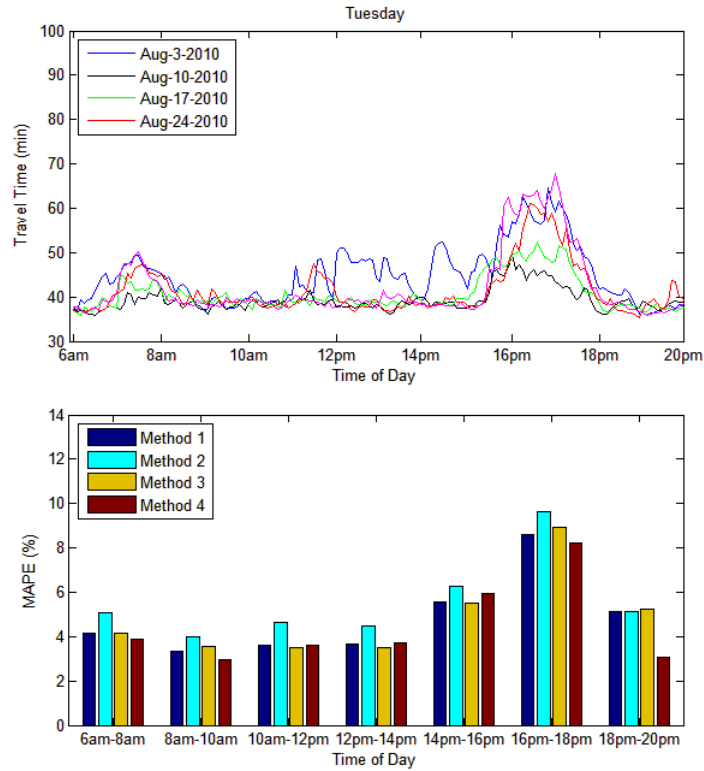 Tuesday
100
90
80
70
60
50
40
30
Travel Time (min)
Aug-3-2010
Aug-10-2010
Aug-17-2010
Aug-24-2010
6am 8am 10am 12pm 14pm 16pm 18pm 20pm
Time of Day
14
12
10
8
6
4
2
0
MAPE (%)
Method 1
Method 2
Method 3
Method 4
6am-8am 8am-10am 10am-12pm 12pm-14pm 14pm-16pm 16pm-18pm 18pm-20pm
Time of Day